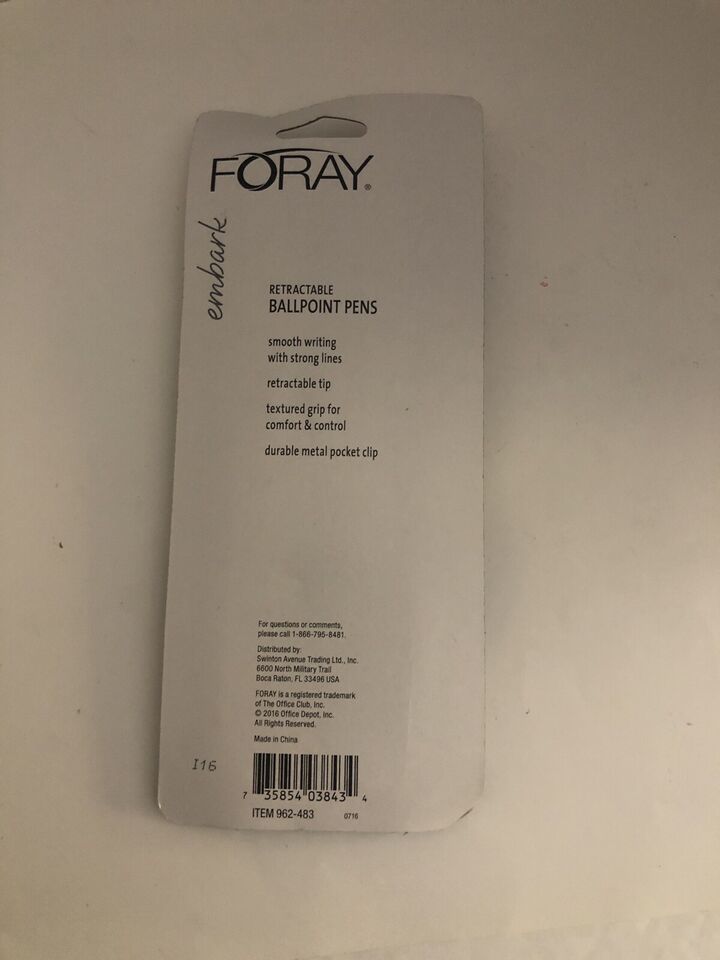 FORAY®
embark
RETRACTABLE
BALLPOINT PENS
smooth writing
with strong lines
retractable tip
textured grip for
comfort & control
durable metal pocket clip
For questions or comments,
please call 1-866-795-8481.
Distributed by:
Swinton Avenue Trading Ltd., Inc.
6600 North Military Trail
Boca Raton, FL 33496 USA
FORAY is a registered trademark
of The Office Club, Inc.
© 2016 Office Depot, Inc.
All Rights Reserved.
Made in China
I16
7 35854 03843 4
ITEM 962-483 0716